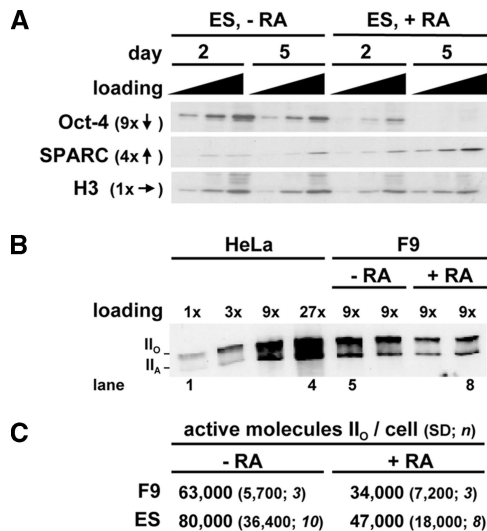 A
ES, - RA ES, + RA
day 2 5 2 5
loading
Oct-4 (9x ↓)
SPARC (4x ↑)
H3 (1x →)
B
HeLa F9
- RA + RA
loading 1x 3x 9x 27x 9x 9x 9x 9x
IIO
IIA
lane 1 4 5 8
C
active molecules IIO / cell (SD; n)
- RA + RA
F9 63,000 (5,700; 3) 34,000 (7,200; 3)
ES 80,000 (36,400; 10) 47,000 (18,000; 8)